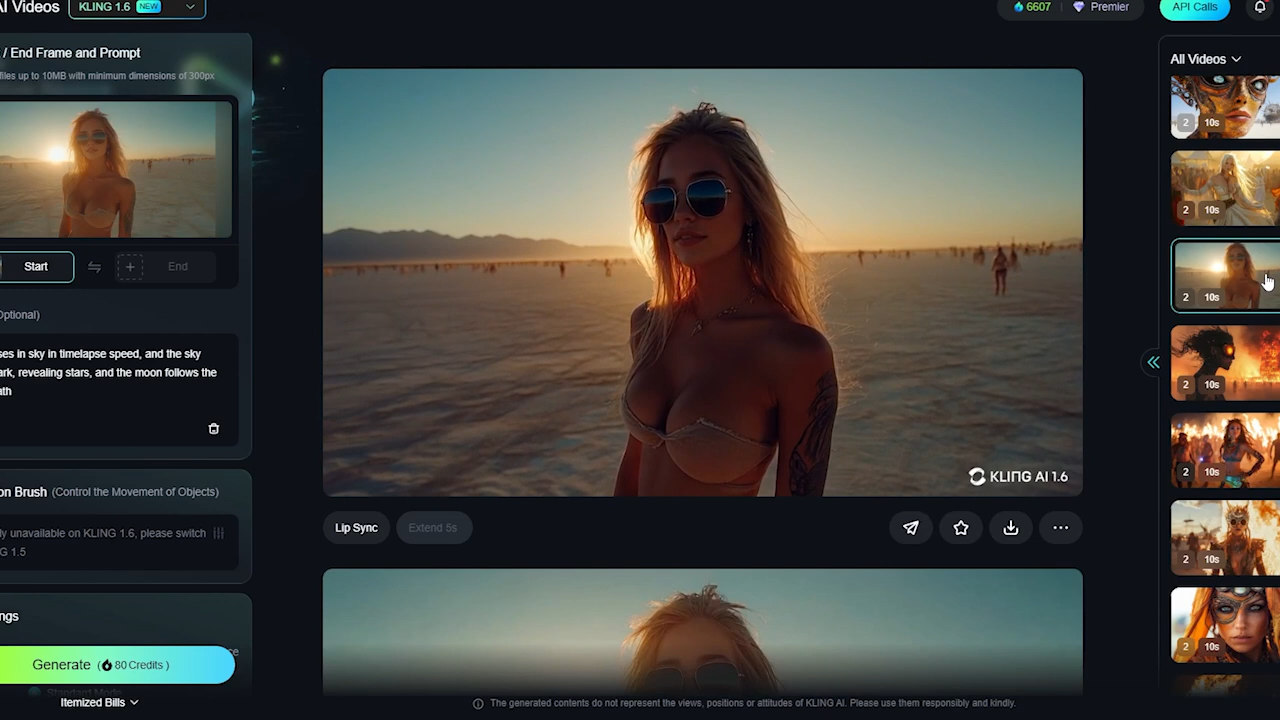 AI Videos
KLING 1.6 NEW
6607
Premier
API Calls
/ End Frame and Prompt
files up to 10MB with minimum dimensions of 300px
All Videos
2 10s
2 10s
2 10s
Start
End
Optional)
ses in sky in timelapse speed, and the sky
ark, revealing stars, and the moon follows the
ath
2 10s
2 10s
KLING AI 1.6
on Brush (Control the Movement of Objects)
Lip Sync
Extend 5s
ly unavailable on KLING 1.6, please switch
G 1.5
2 10s
ngs
2 10s
Generate ( 80 Credits )
Standard Mode
Itemized Bills
The generated contents do not represent the views, positions or attitudes of KLING AI. Please use them responsibly and kindly.